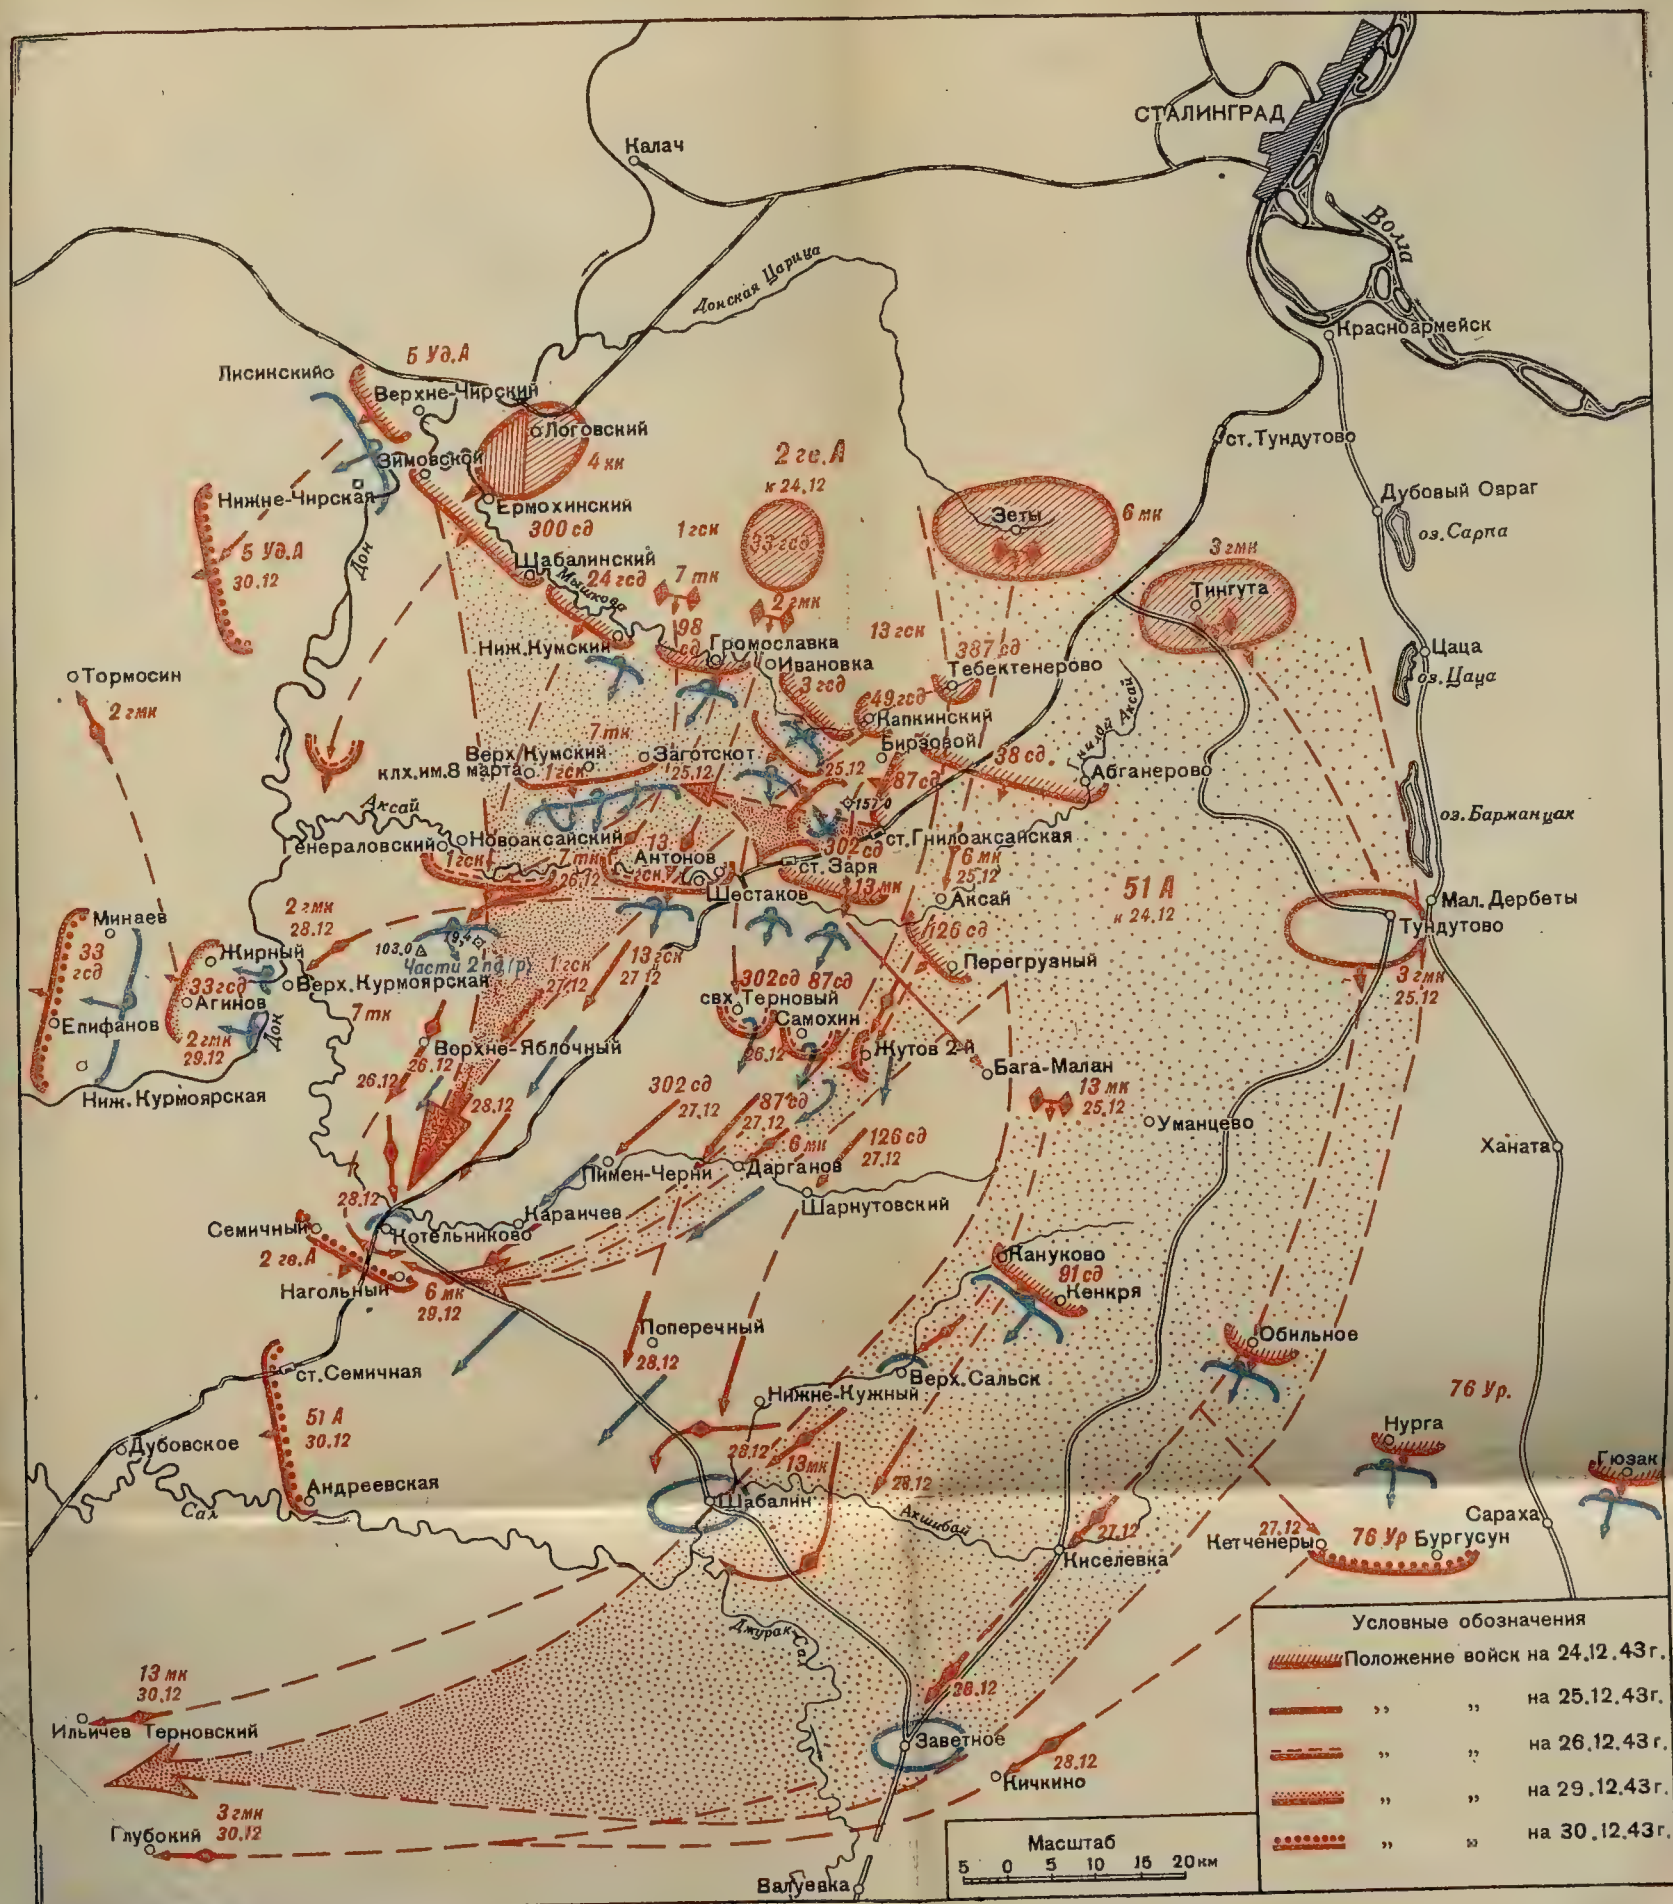 СТАЛИНГРАД
Калач
Волга
Донская Царица
Красноармейск
5 Уд.А
Лисинский
Верхне-Чирский
Логовский
4 кк
ст. Тундутово
Зимовской
2 гв.А
к 24.12
Нижне-Чирская
Ермохинский
300 сд
Дубовый Овраг
Зеты
6 мк
оз. Сарпа
1 гск
33 гсд
3 гмк
5 Уд.А
30.12
Дон
Шабалинский
Мышкова
24 гсд
7 тк
2 гмк
Тингута
98
сд
13 гск
Ниж. Кумский
Громославка
387 сд
Цаца
Ивановка
Тебектенерово
оз. Цаца
Тормосин
3 гсд
49 гсд
Гнилой Аксай
2 гмк
Капкинский
7 тк
Бирзовой
Верх. Кумский
Заготскот
38 сд.
клх. им. 8 марта
1 гск
25.12
25.12
87 сд
Абганерово
157,0
Аксай
оз. Барманцак
Новоаксайский
ст. Гнилоаксайская
Генераловский
13
302 сд
1 гск
7 тк
26.12
Антонов
гск
ст. Заря
6 мк
25.12
13 мк
51 А
к 24.12
Шестаков
Аксай
Мал. Дербеты
Тундутово
Минаев
2 гмк
28.12
33
гсд
Жирный
103,0
79,4
Части 2 пд (р)
1 гск
27.12
13 гск
27.12
126 сд
Перегрузный
3 гмк
25.12
33 гсд
Верх. Курмоярская
302 сд
87 сд
свх. Терновый
Агинов
7 тк
Самохин
Епифанов
2 гмк
29.12
Дон
Верхне-Яблочный
26.12
26.12
26.12
Жутов 2-й
Бага-Малан
Ниж. Курмоярская
28.12
302 сд
27.12
87 сд
27.12
13 мк
25.12
Уманцево
6 мк
126 сд
27.12
Ханата
Пимен-Черни
Дарганов
28.12
Шарнутовский
Караичев
Семичный
Котельниково
2 гв.А
Нагольный
6 мк
29.12
Кануково
91 сд
Кенкря
Поперечный
28.12
Обильное
ст. Семичная
Верх. Сальск
76 Ур.
Нижне-Кужный
51 А
30.12
Нурга
Дубовское
28.12
13 мк
28.12
Гюзак
Андреевская
Шабалин
Сал
Ахшибай
27.12
27.12
Сараха
Кетченеры
76 Ур
Бургусун
Киселевка
Джурак-Сал
13 мк
30.12
28.12
Ильичев Терновский
Заветное
28.12
Кичкино
3 гмк
30.12
Глубокий
Валуевка
Масштаб
5 0 5 10 15 20 км
Условные обозначения
Положение войск на 24.12.43 г.
„ „ на 25.12.43 г.
„ „ на 26.12.43 г.
„ „ на 29.12.43 г.
„ „ на 30.12.43 г.